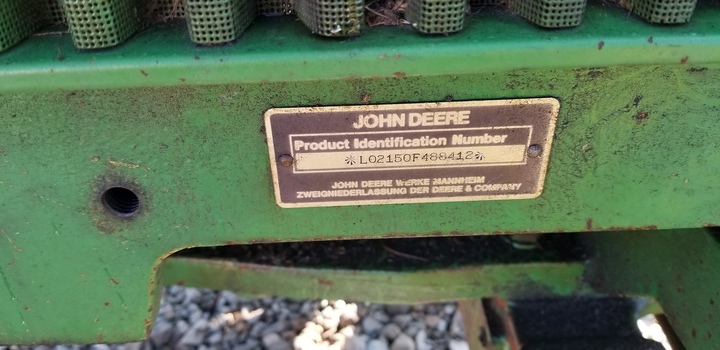 JOHN DEERE
Product Identification Number
*L02150F488412*
JOHN DEERE WERKE MANNHEIM
ZWEIGNIEDERLASSUNG DER DEERE & COMPANY